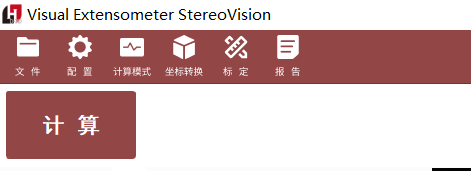 Visual Extensometer StereoVision
文 件 配 置 计算模式 坐标转换 标 定 报 告
计 算